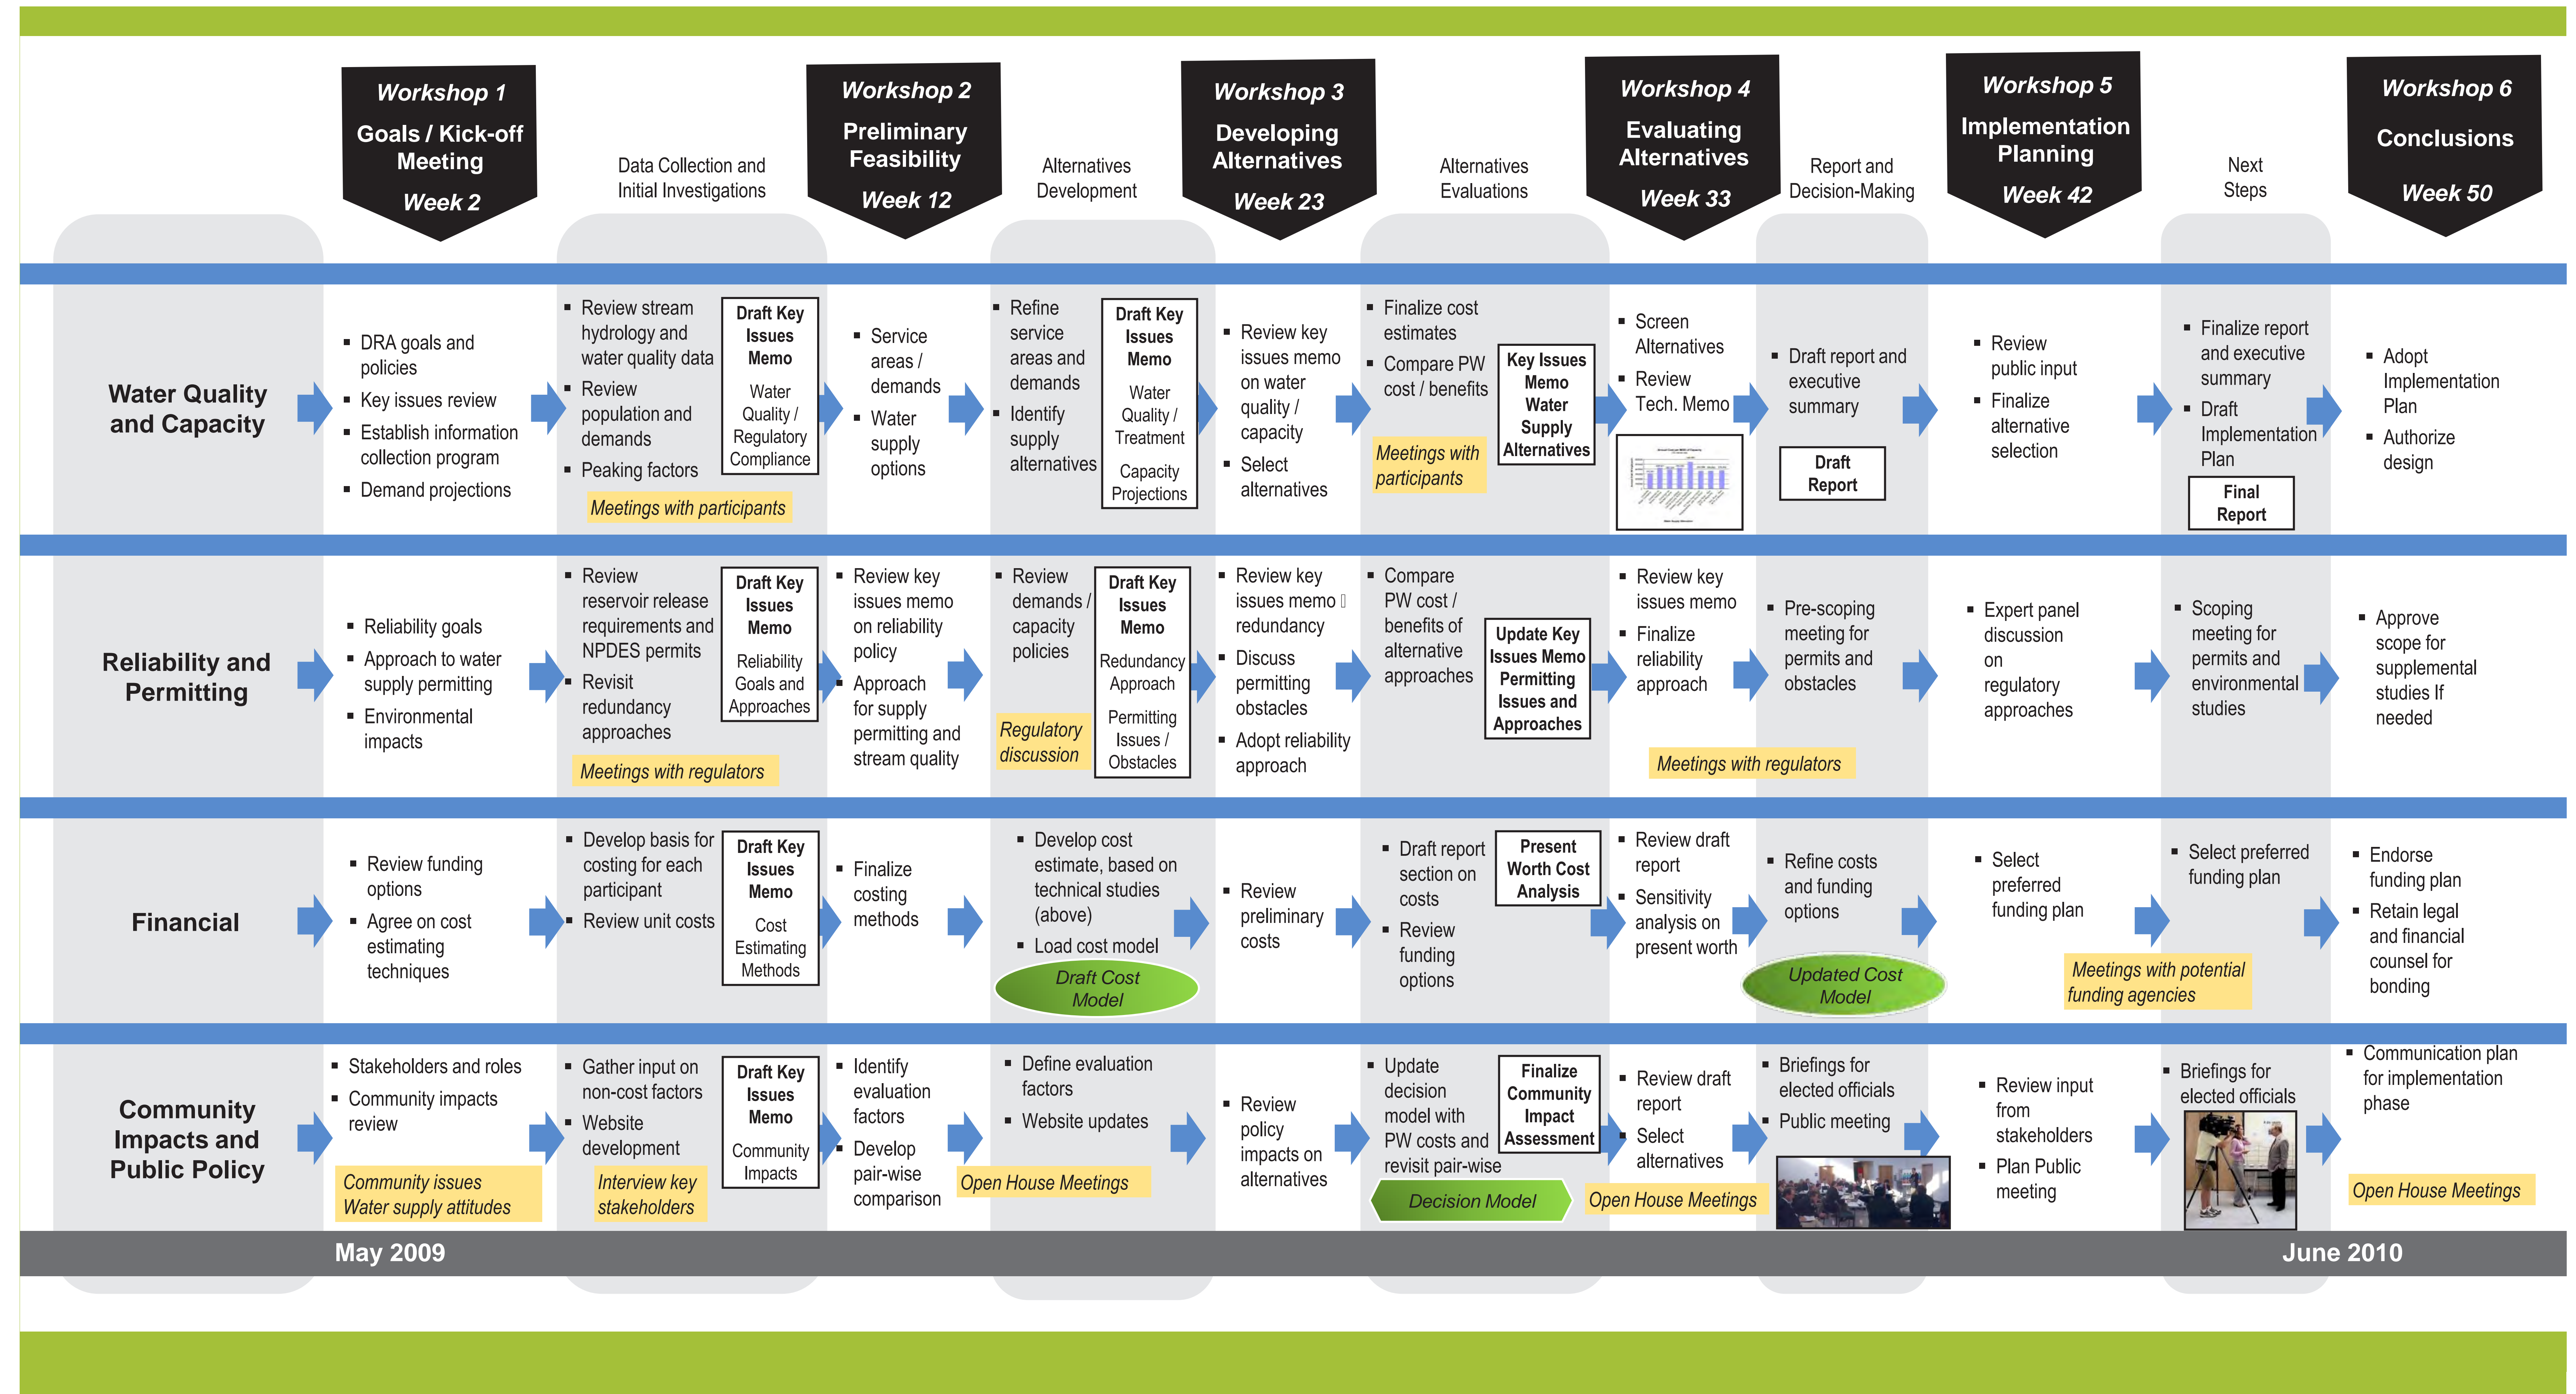 Workshop 1
Goals / Kick-off
Meeting
Week 2
Data Collection and
Initial Investigations
Workshop 2
Preliminary
Feasibility
Week 12
Alternatives
Development
Workshop 3
Developing
Alternatives
Week 23
Alternatives
Evaluations
Workshop 4
Evaluating
Alternatives
Week 33
Report and
Decision-Making
Workshop 5
Implementation
Planning
Week 42
Next
Steps
Workshop 6
Conclusions
Week 50
Water Quality
and Capacity
▪ DRA goals and
policies
▪ Key issues review
▪ Establish information
collection program
▪ Demand projections
▪ Review stream
hydrology and
water quality data
▪ Review
population and
demands
▪ Peaking factors
Draft Key
Issues
Memo
Water
Quality /
Regulatory
Compliance
Meetings with participants
▪ Service
areas /
demands
▪ Water
supply
options
▪ Refine
service
areas and
demands
▪ Identify
supply
alternatives
Draft Key
Issues
Memo
Water
Quality /
Treatment
Capacity
Projections
▪ Review key
issues memo
on water
quality /
capacity
▪ Select
alternatives
▪ Finalize cost
estimates
▪ Compare PW
cost / benefits
Meetings with
participants
Key Issues
Memo
Water
Supply
Alternatives
▪ Screen
Alternatives
▪ Review
Tech. Memo
▪ Draft report and
executive
summary
Draft
Report
▪ Review
public input
▪ Finalize
alternative
selection
▪ Finalize report
and executive
summary
▪ Draft
Implementation
Plan
Final
Report
▪ Adopt
Implementation
Plan
▪ Authorize
design
Reliability and
Permitting
▪ Reliability goals
▪ Approach to water
supply permitting
▪ Environmental
impacts
▪ Review
reservoir release
requirements and
NPDES permits
▪ Revisit
redundancy
approaches
Draft Key
Issues
Memo
Reliability
Goals and
Approaches
Meetings with regulators
▪ Review key
issues memo
on reliability
policy
▪ Approach
for supply
permitting and
stream quality
▪ Review
demands /
capacity
policies
Regulatory
discussion
Draft Key
Issues
Memo
Redundancy
Approach
Permitting
Issues /
Obstacles
▪ Review key
issues memo
redundancy
▪ Discuss
permitting
obstacles
▪ Adopt reliability
approach
▪ Compare
PW cost /
benefits of
alternative
approaches
Update Key
Issues Memo
Permitting
Issues and
Approaches
▪ Review key
issues memo
▪ Finalize
reliability
approach
Meetings with regulators
▪ Pre-scoping
meeting for
permits and
obstacles
▪ Expert panel
discussion
on
regulatory
approaches
▪ Scoping
meeting for
permits and
environmental
studies
▪ Approve
scope for
supplemental
studies If
needed
Financial
▪ Review funding
options
▪ Agree on cost
estimating
techniques
▪ Develop basis for
costing for each
participant
▪ Review unit costs
Draft Key
Issues
Memo
Cost
Estimating
Methods
▪ Finalize
costing
methods
▪ Develop cost
estimate, based on
technical studies
(above)
▪ Load cost model
Draft Cost
Model
▪ Review
preliminary
costs
▪ Draft report
section on
costs
▪ Review
funding
options
Present
Worth Cost
Analysis
▪ Review draft
report
▪ Sensitivity
analysis on
present worth
▪ Refine costs
and funding
options
Updated Cost
Model
▪ Select
preferred
funding plan
Meetings with potential
funding agencies
▪ Select preferred
funding plan
▪ Endorse
funding plan
▪ Retain legal
and financial
counsel for
bonding
Community
Impacts and
Public Policy
▪ Stakeholders and roles
▪ Community impacts
review
Community issues
Water supply attitudes
▪ Gather input on
non-cost factors
▪ Website
development
Interview key
stakeholders
Draft Key
Issues
Memo
Community
Impacts
▪ Identify
evaluation
factors
▪ Develop
pair-wise
comparison
▪ Define evaluation
factors
▪ Website updates
Open House Meetings
▪ Review
policy
impacts on
alternatives
▪ Update
decision
model with
PW costs and
revisit pair-wise
Decision Model
Finalize
Community
Impact
Assessment
▪ Review draft
report
▪ Select
alternatives
Open House Meetings
▪ Briefings for
elected officials
▪ Public meeting
▪ Review input
from
stakeholders
▪ Plan Public
meeting
▪ Briefings for
elected officials
▪ Communication plan
for implementation
phase
Open House Meetings
May 2009
June 2010